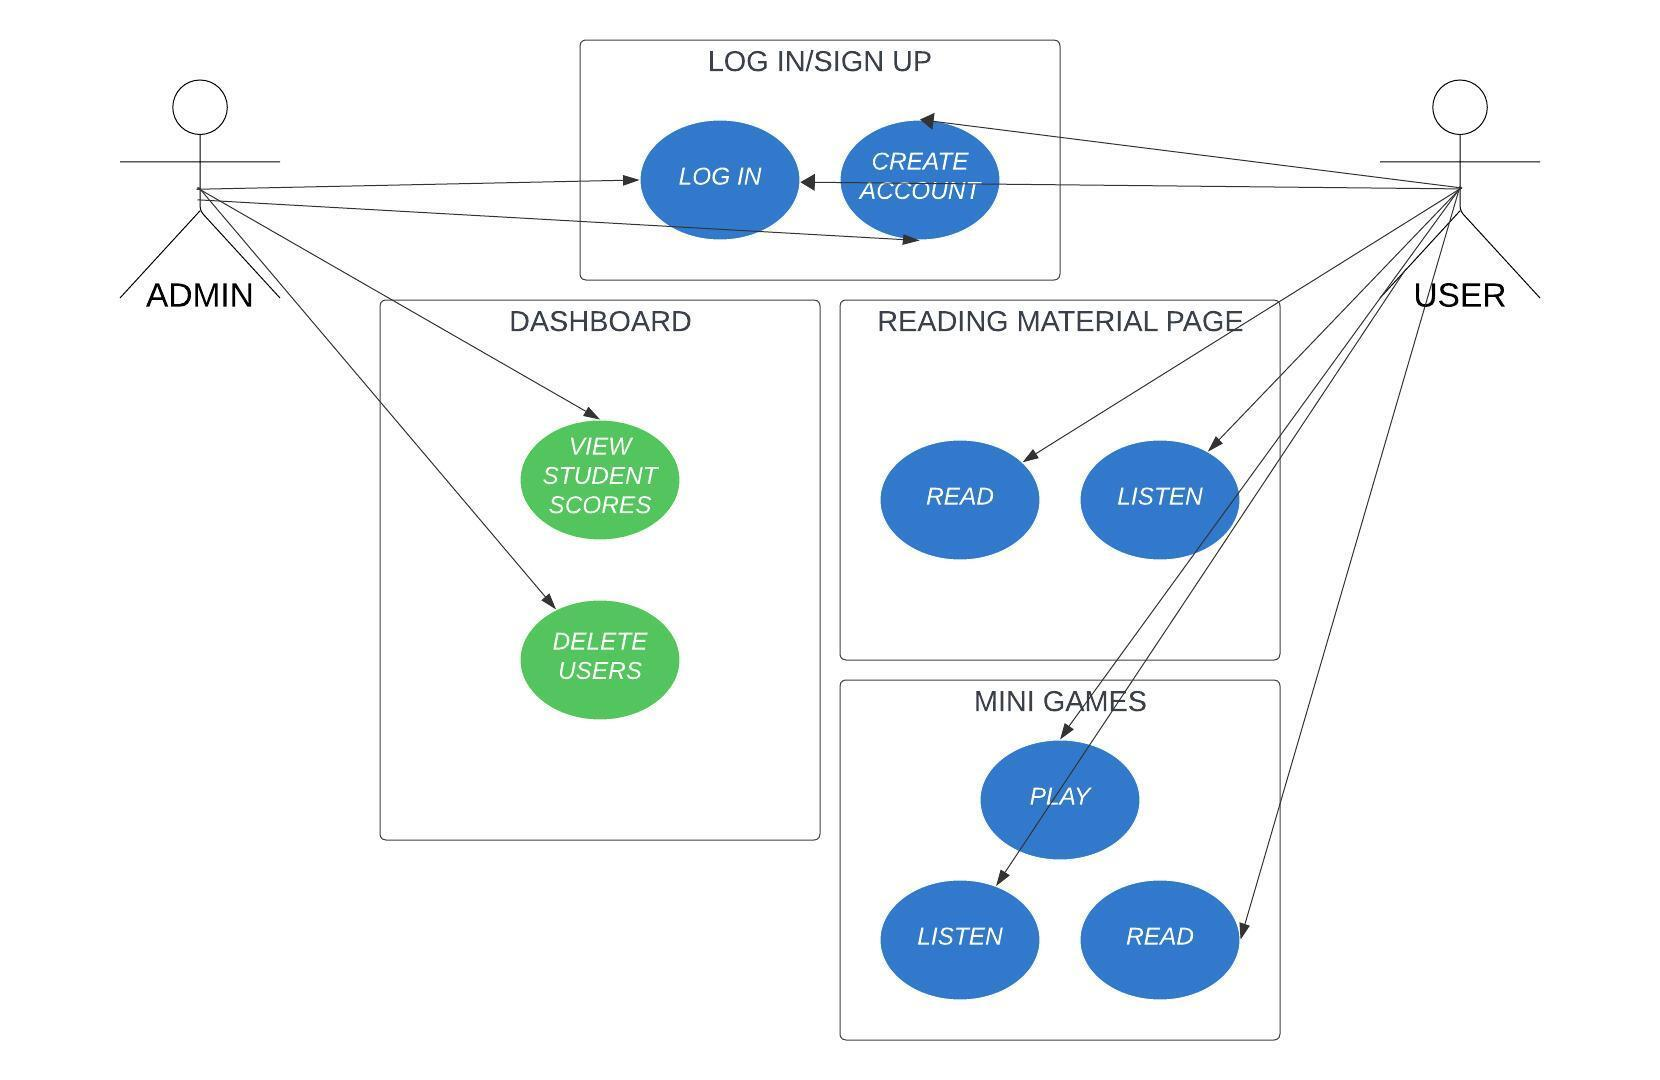 LOG IN/SIGN UP
LOG IN
CREATE
ACCOUNT
ADMIN
USER
DASHBOARD
VIEW
STUDENT
SCORES
DELETE
USERS
READING MATERIAL PAGE
READ
LISTEN
MINI GAMES
PLAY
LISTEN
READ